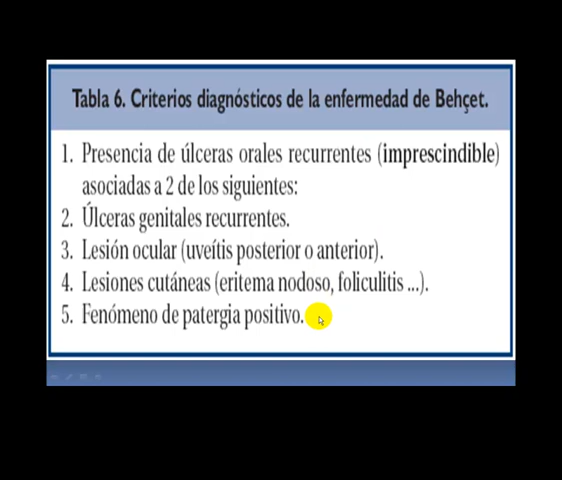 Tabla 6. Criterios diagnósticos de la enfermedad de Behçet.
1. Presencia de úlceras orales recurrentes (imprescindible)
asociadas a 2 de los siguientes:
2. Úlceras genitales recurrentes.
3. Lesión ocular (uveítis posterior o anterior).
4. Lesiones cutáneas (eritema nodoso, foliculitis ...).
5. Fenómeno de patergia positivo.